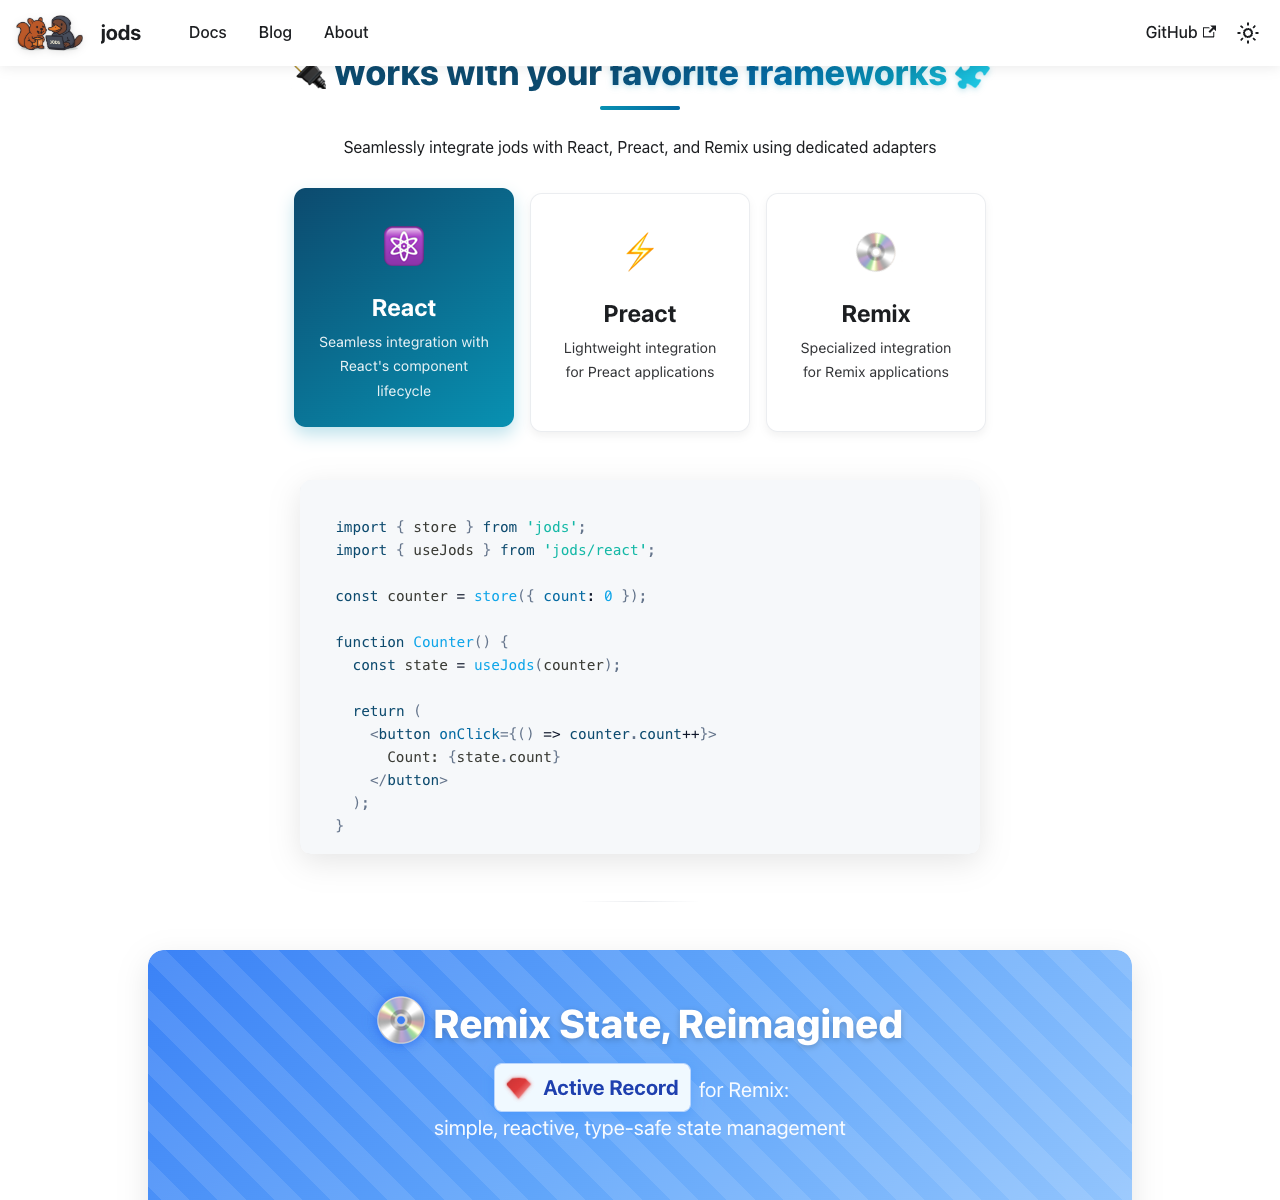 jods
Docs
Blog
About
GitHub
Works with your favorite frameworks
Seamlessly integrate jods with React, Preact, and Remix using dedicated adapters
React
Seamless integration with
React's component
lifecycle
Preact
Lightweight integration
for Preact applications
Remix
Specialized integration
for Remix applications
import { store } from 'jods';
import { useJods } from 'jods/react';
const counter = store({ count: 0 });
function Counter() {
  const state = useJods(counter);
  return (
    <button onClick={() => counter.count++}>
      Count: {state.count}
    </button>
  );
}
Remix State, Reimagined
Active Record for Remix:
simple, reactive, type-safe state management